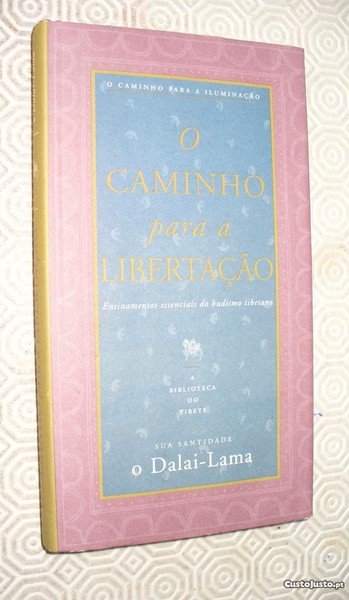 O CAMINHO PARA A ILUMINAÇÃO
O
CAMINHO
para a
LIBERTAÇÃO
Ensinamentos essenciais do budismo tibetano
A
BIBLIOTECA
DO
TIBETE
SUA SANTIDADE
o Dalai-Lama
CustoJusto.pt